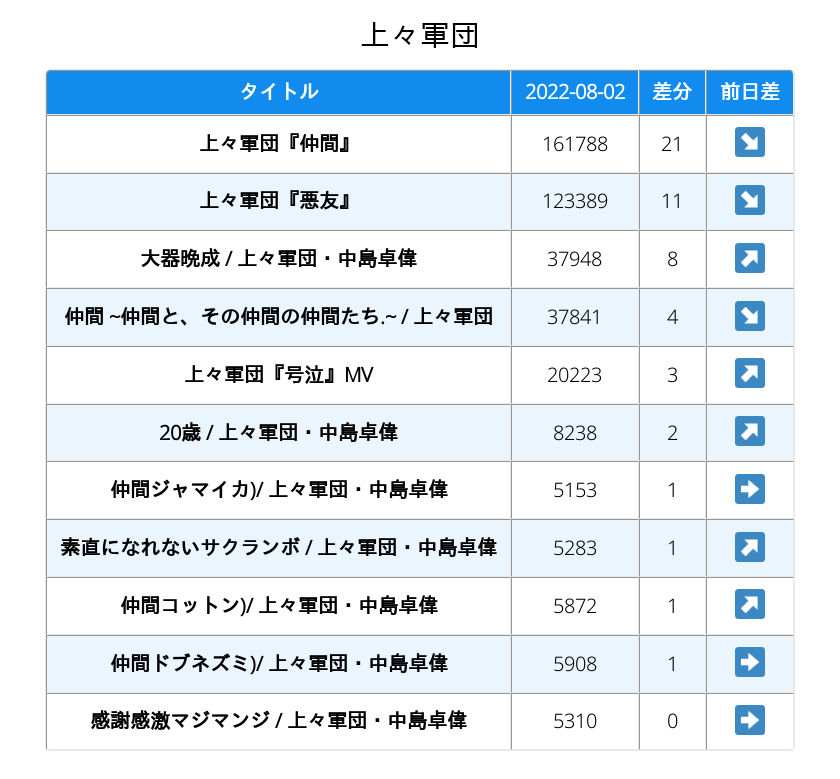 上々軍団
タイトル 2022-08-02 差分 前日差
上々軍団『仲間』 161788 21 ↘
上々軍団『悪友』 123389 11 ↘
大器晩成 / 上々軍団・中島卓偉 37948 8 ↗
仲間 ~仲間と、その仲間の仲間たち.~ / 上々軍団 37841 4 ↘
上々軍団『号泣』MV 20223 3 ↗
20歳 / 上々軍団・中島卓偉 8238 2 ↗
仲間ジャマイカ)/ 上々軍団・中島卓偉 5153 1 ➡
素直になれないサクランボ / 上々軍団・中島卓偉 5283 1 ↗
仲間コットン)/ 上々軍団・中島卓偉 5872 1 ↗
仲間ドブネズミ)/ 上々軍団・中島卓偉 5908 1 ➡
感謝感激マジマンジ / 上々軍団・中島卓偉 5310 0 ➡